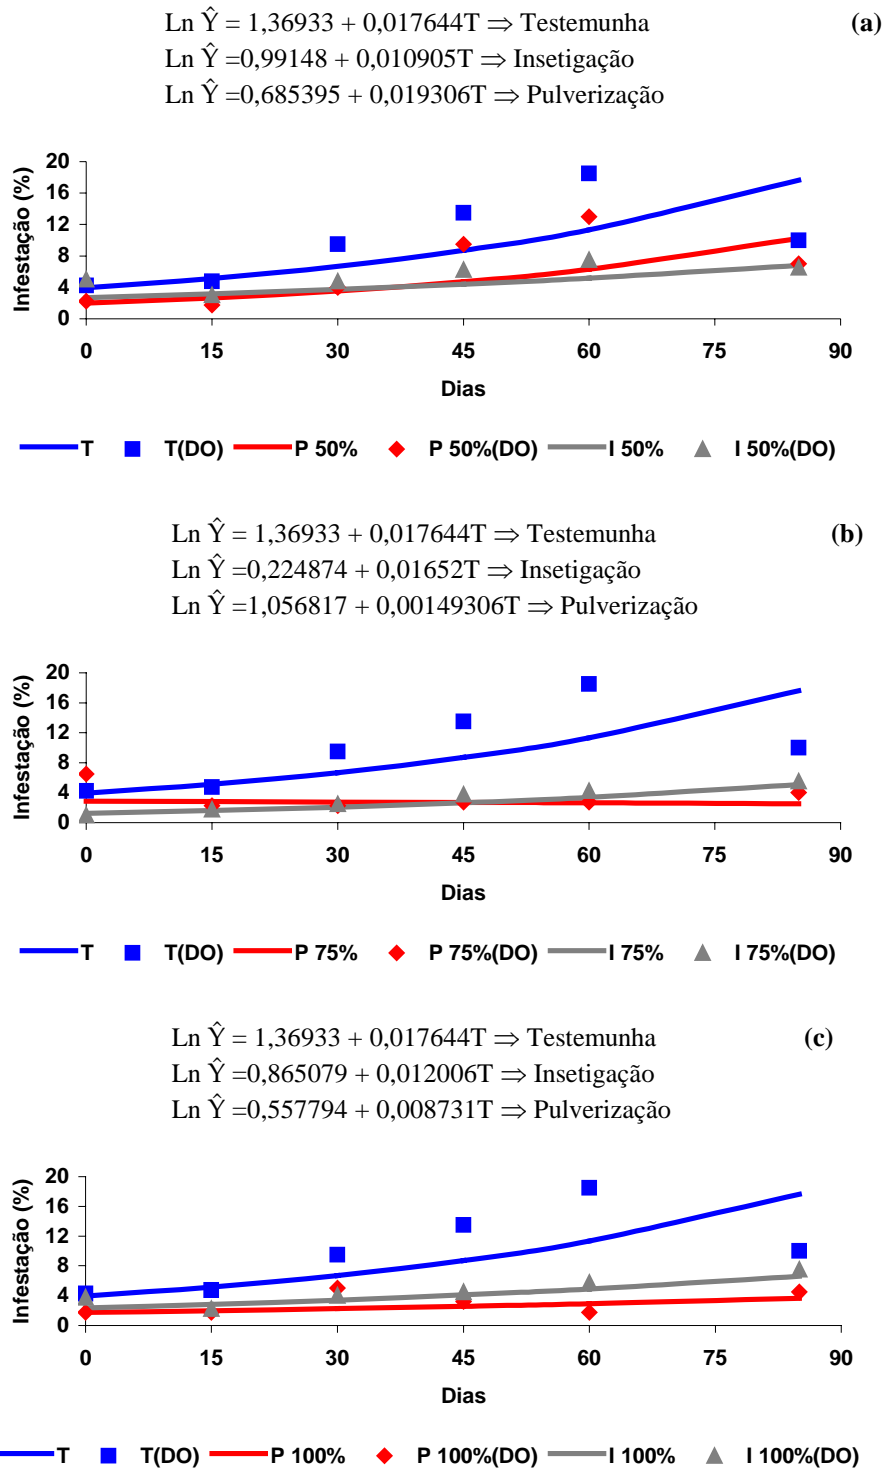 Ln Ŷ = 1,36933 + 0,017644T ⇒ Testemunha (a)
Ln Ŷ =0,99148 + 0,010905T ⇒ Insetigação
Ln Ŷ =0,685395 + 0,019306T ⇒ Pulverização
Infestação (%)
20
16
12
8
4
0
0 15 30 45 60 75 90
Dias
T T(DO) P 50% P 50%(DO) I 50% I 50%(DO)
Ln Ŷ = 1,36933 + 0,017644T ⇒ Testemunha (b)
Ln Ŷ =0,224874 + 0,01652T ⇒ Insetigação
Ln Ŷ =1,056817 + 0,00149306T ⇒ Pulverização
Infestação (%)
20
16
12
8
4
0
0 15 30 45 60 75 90
Dias
T T(DO) P 75% P 75%(DO) I 75% I 75%(DO)
Ln Ŷ = 1,36933 + 0,017644T ⇒ Testemunha (c)
Ln Ŷ =0,865079 + 0,012006T ⇒ Insetigação
Ln Ŷ =0,557794 + 0,008731T ⇒ Pulverização
Infestação (%)
20
16
12
8
4
0
0 15 30 45 60 75 90
Dias
T T(DO) P 100% P 100%(DO) I 100% I 100%(DO)